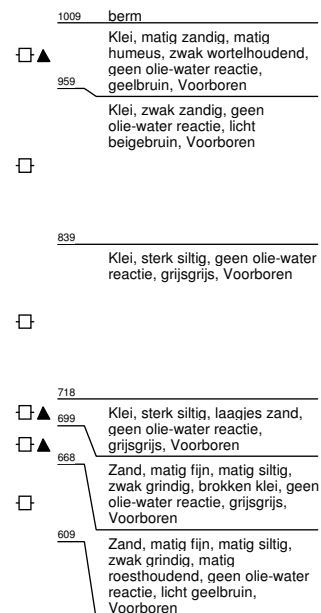 1009 berm
Klei, matig zandig, matig
humeus, zwak wortelhoudend,
geen olie-water reactie,
geelbruin, Voorboren
959
Klei, zwak zandig, geen
olie-water reactie, licht
beigebruin, Voorboren
839
Klei, sterk siltig, geen olie-water
reactie, grijsgrijs, Voorboren
718
Klei, sterk siltig, laagjes zand,
geen olie-water reactie,
grijsgrijs, Voorboren
699
Zand, matig fijn, matig siltig,
zwak grindig, brokken klei, geen
olie-water reactie, grijsgrijs,
Voorboren
668
Zand, matig fijn, matig siltig,
zwak grindig, matig
roesthoudend, geen olie-water
reactie, licht geelbruin,
Voorboren
609